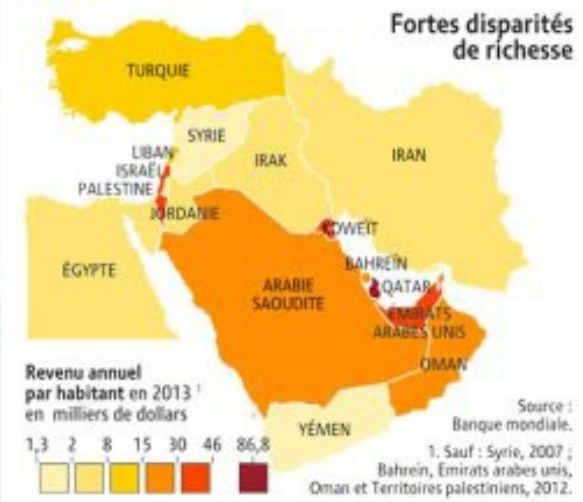 Fortes disparités
de richesse
TURQUIE
SYRIE
LIBAN
ISRAËL
PALESTINE
IRAK
IRAN
JORDANIE
KOWEÏT
BAHREÏN
ÉGYPTE
ARABIE
SAOUDITE
QATAR
ÉMIRATS
ARABES UNIS
OMAN
YÉMEN
Revenu annuel
par habitant en 2013 ¹
en milliers de dollars
1,3 2 8 15 30 46 86,8
Source :
Banque mondiale.
1. Sauf : Syrie, 2007 ;
Bahrein, Emirats arabes unis,
Oman et Territoires palestiniens, 2012.